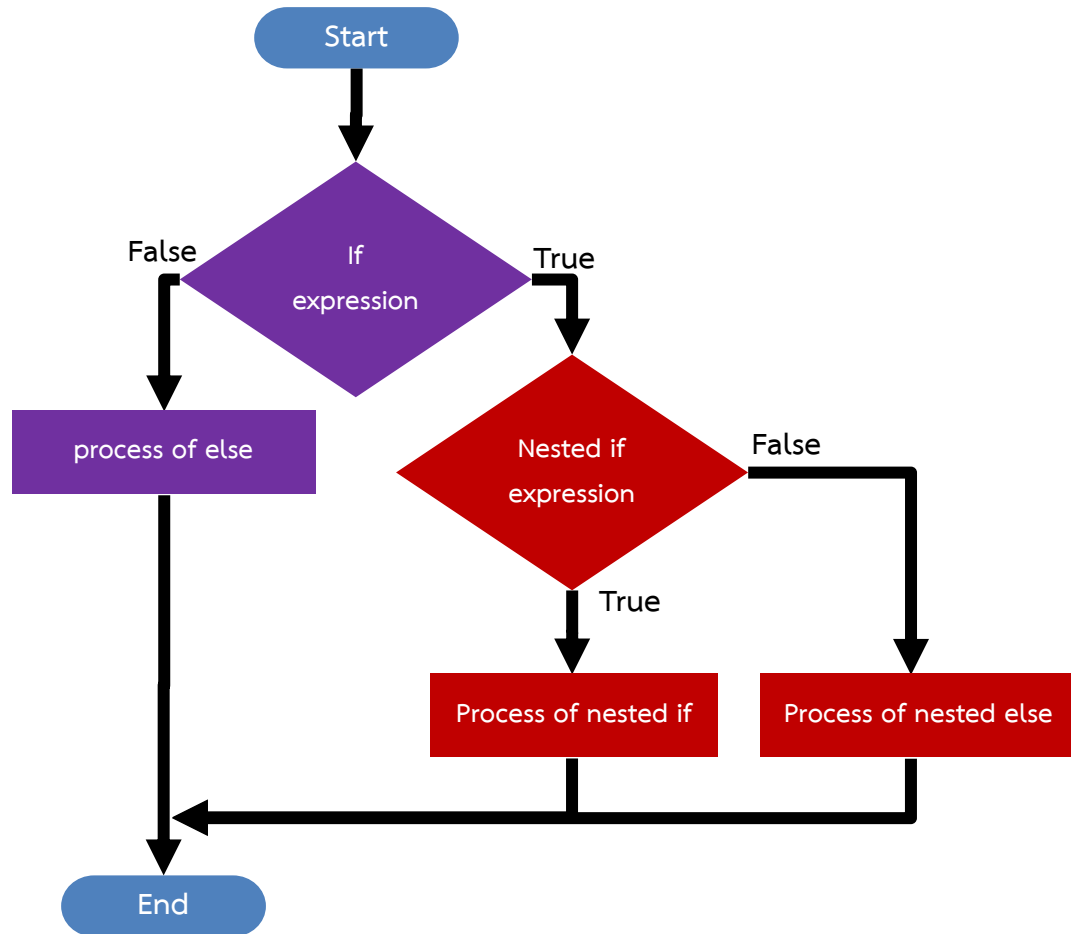 Start
If
expression
False
True
process of else
Nested if
expression
False
True
Process of nested if
Process of nested else
End